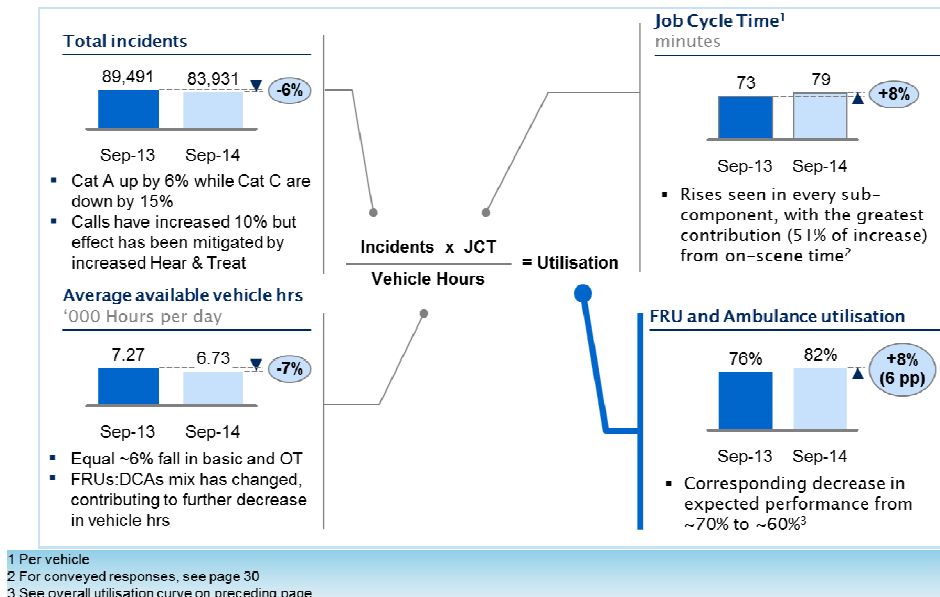 Total incidents
89,491
83,931
-6%
Sep-13
Sep-14
▪ Cat A up by 6% while Cat C are
down by 15%
▪ Calls have increased 10% but
effect has been mitigated by
increased Hear & Treat
Average available vehicle hrs
‘000 Hours per day
7.27
6.73
-7%
Sep-13
Sep-14
▪ Equal ~6% fall in basic and OT
▪ FRUs:DCAs mix has changed,
contributing to further decrease
in vehicle hrs
Incidents x JCT
Vehicle Hours
= Utilisation
Job Cycle Time¹
minutes
73
79
+8%
Sep-13
Sep-14
▪ Rises seen in every sub-
component, with the greatest
contribution (51% of increase)
from on-scene time²
FRU and Ambulance utilisation
76%
82%
+8%
(6 pp)
Sep-13
Sep-14
▪ Corresponding decrease in
expected performance from
~70% to ~60%³
1 Per vehicle
2 For conveyed responses, see page 30
3 See overall utilisation curve on preceding page